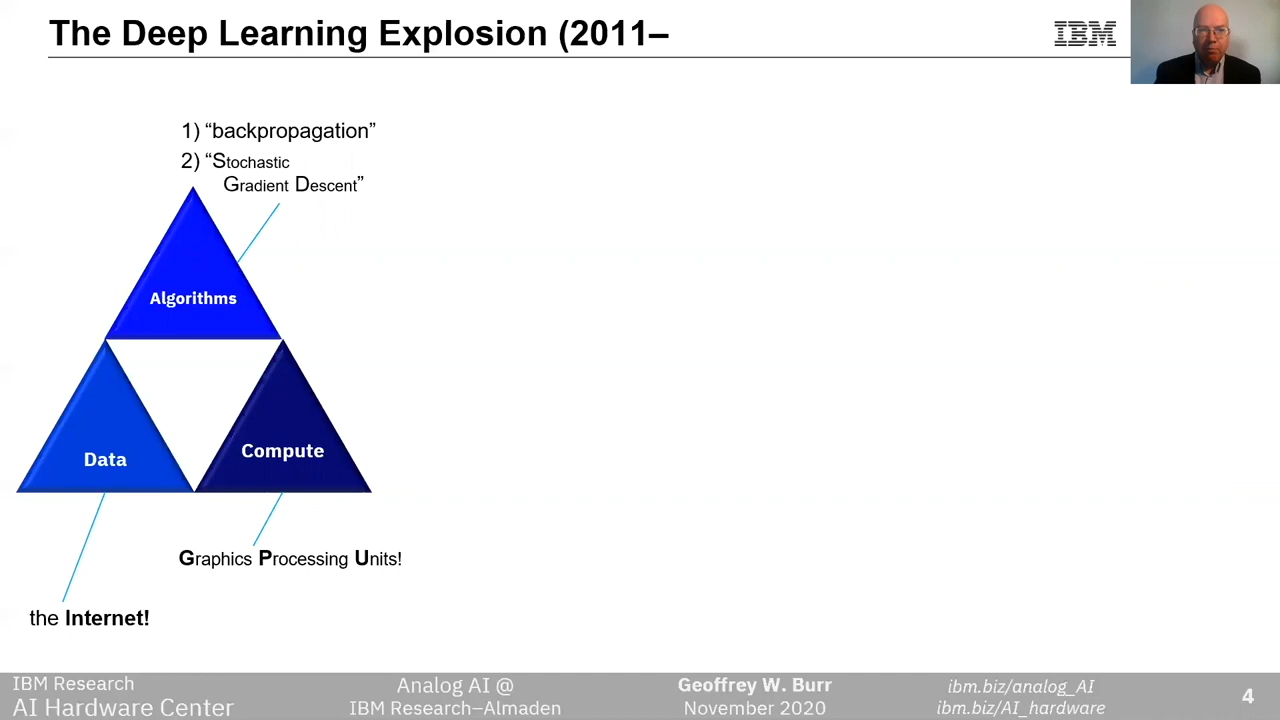 The Deep Learning Explosion (2011–
IBM
1) “backpropagation”
2) “Stochastic
Gradient Descent”
Algorithms
Data
Compute
Graphics Processing Units!
the Internet!
IBM Research
AI Hardware Center
Analog AI @
IBM Research–Almaden
Geoffrey W. Burr
November 2020
ibm.biz/analog_AI
ibm.biz/AI_hardware
4